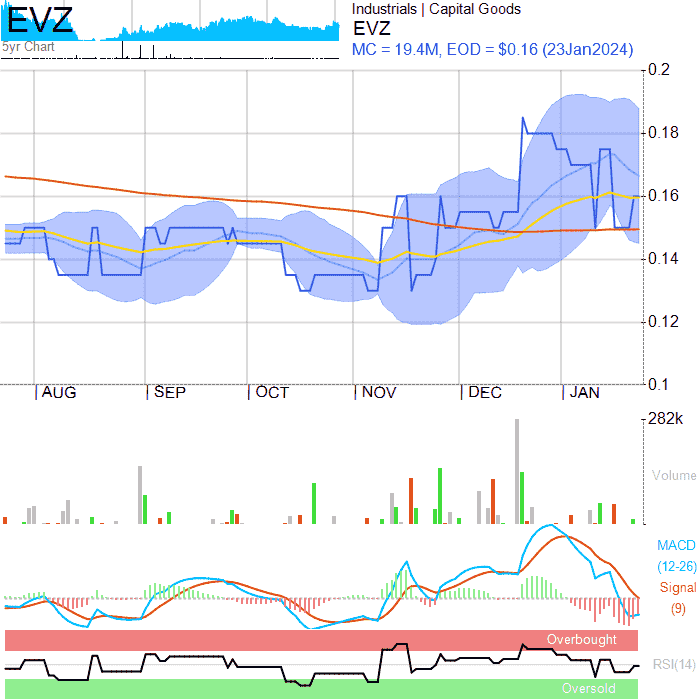 EVZ
5yr Chart
Industrials | Capital Goods
EVZ
MC = 19.4M, EOD = $0.16 (23Jan2024)
0.2
0.18
0.16
0.14
0.12
0.1
AUG SEP OCT NOV DEC JAN
282k
Volume
MACD
(12-26)
Signal
(9)
Overbought
RSI(14)
Oversold